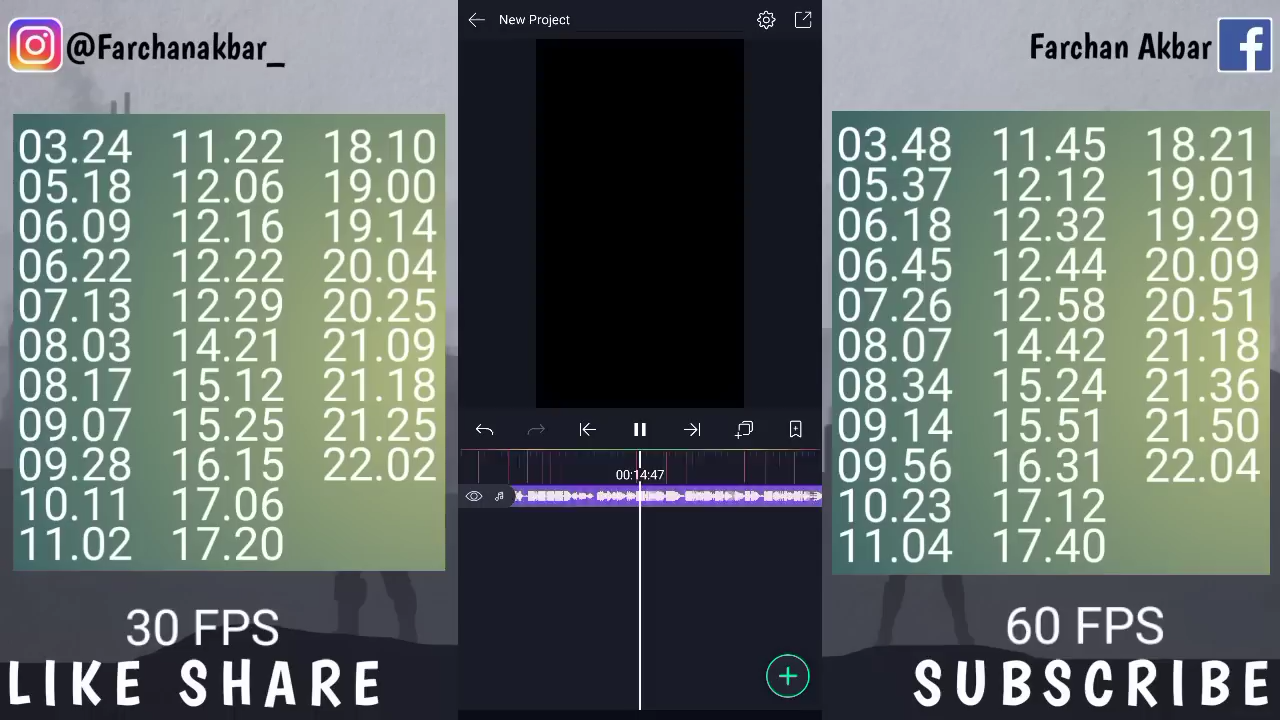 @Farchanakbar_
New Project
Farchan Akbar
03.24 11.22 18.10
05.18 12.06 19.00
06.09 12.16 19.14
06.22 12.22 20.04
07.13 12.29 20.25
08.03 14.21 21.09
08.17 15.12 21.18
09.07 15.25 21.25
09.28 16.15 22.02
10.11 17.06
11.02 17.20
30 FPS
LIKE SHARE
00:14:47
03.48 11.45 18.21
05.37 12.12 19.01
06.18 12.32 19.29
06.45 12.44 20.09
07.26 12.58 20.51
08.07 14.42 21.18
08.34 15.24 21.36
09.14 15.51 21.50
09.56 16.31 22.04
10.23 17.12
11.04 17.40
60 FPS
SUBSCRIBE